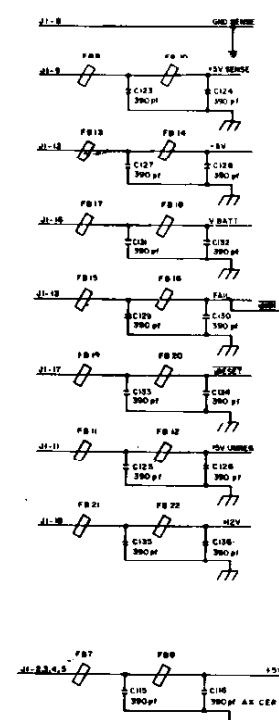 J1-8 GND SENSE
FB9 FB10
J1-9 +5V SENSE
C123 C124
390 pf 390 pf
FB13 FB14
J1-12 -5V
C127 C128
390 pf 390 pf
FB17 FB18
J1-16 V BATT
C131 C132
390 pf 390 pf
FB15 FB16
FAIL
C129 C130
390 pf 390 pf
FB19 FB20
J1-17 RESET
C133 C134
390 pf 390 pf
FB11 FB12
J1-11 +5V UNREG
C125 C126
390 pf 390 pf
FB21 FB22
+12V
C135 C136
390 pf 390 pf
FB7 FB8
J1-2,3,4,5 +5
C115 C116
390 pf 390 pf AX CER